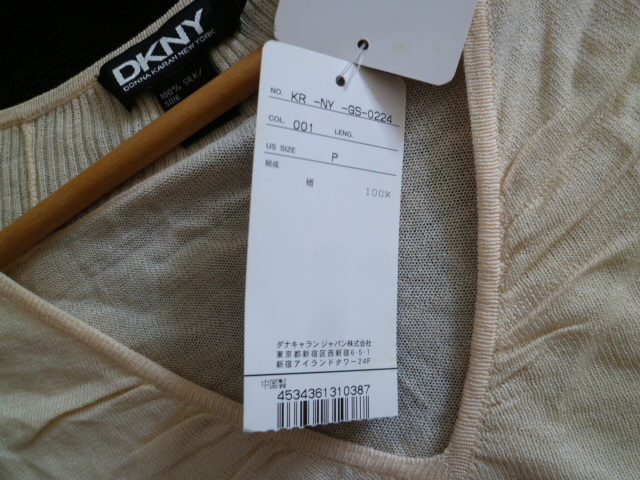 DKNY
DONNA KARAN NEW YORK
100% SILK/
SOIE
NO. KR -NY -GS-0224
COL. 001 LENG.
US SIZE P
組成
絹 100%
ダナキャラン ジャパン株式会社
東京都新宿区西新宿6-5-1
新宿アイランドタワー24F
中国製
4534361310387